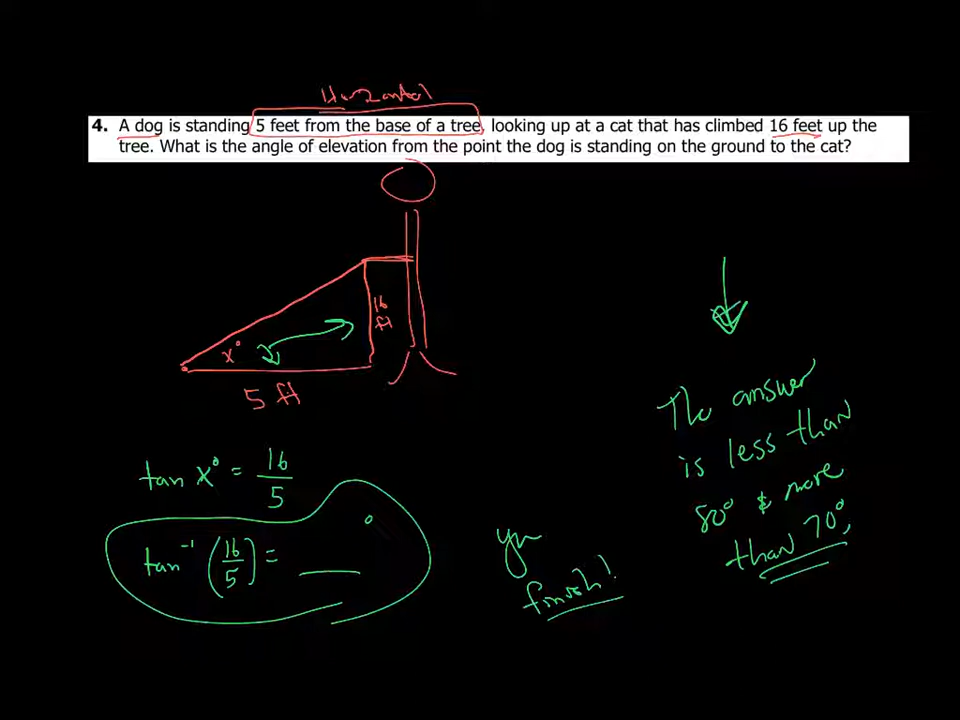 Horizontal
4. A dog is standing 5 feet from the base of a tree, looking up at a cat that has climbed 16 feet up the
tree. What is the angle of elevation from the point the dog is standing on the ground to the cat?
16
ft
x°
5 ft
tan x° = 16/5
tan⁻¹(16/5) = ___°
you
finish!
The answer
is less than
80° & more
than 70°.